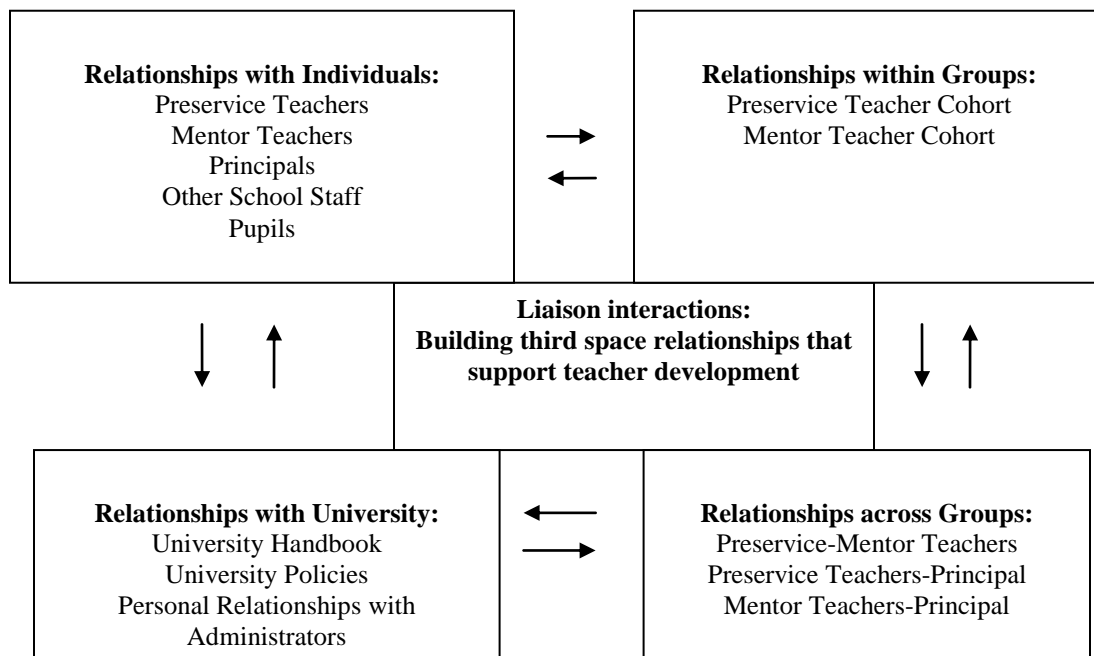 Relationships with Individuals:
Preservice Teachers
Mentor Teachers
Principals
Other School Staff
Pupils
Relationships within Groups:
Preservice Teacher Cohort
Mentor Teacher Cohort
Liaison interactions:
Building third space relationships that
support teacher development
Relationships with University:
University Handbook
University Policies
Personal Relationships with
Administrators
Relationships across Groups:
Preservice-Mentor Teachers
Preservice Teachers-Principal
Mentor Teachers-Principal